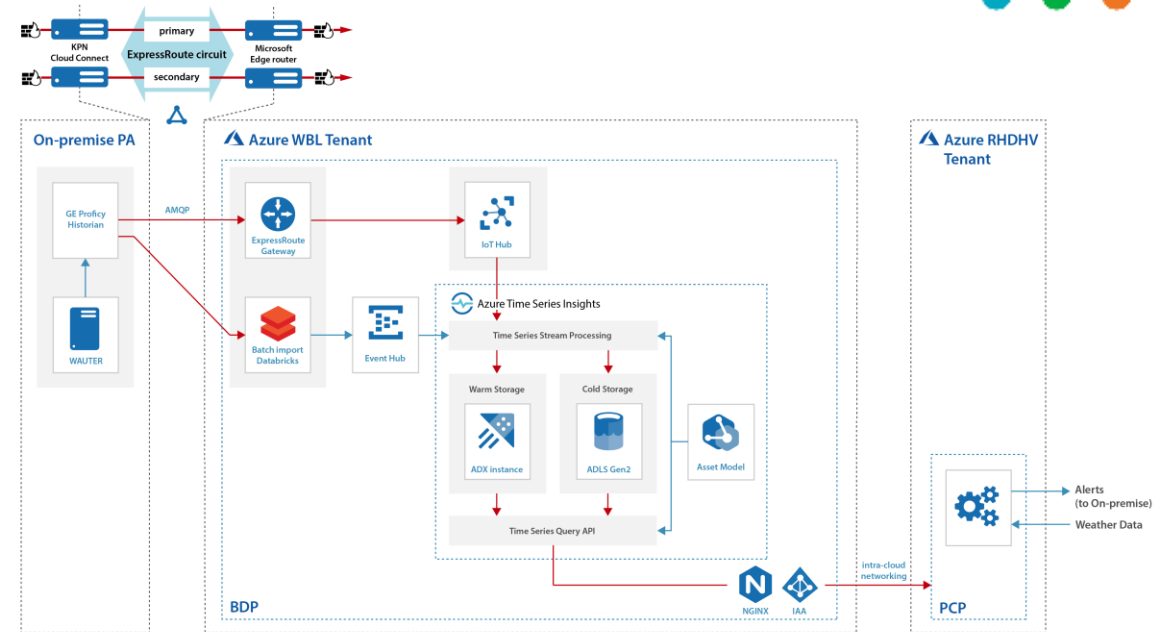 primary
KPN
Cloud Connect
ExpressRoute circuit
Microsoft
Edge router
secondary
On-premise PA
Azure WBL Tenant
Azure RHDHV
Tenant
GE Proficy
Historian
AMQP
ExpressRoute
Gateway
IoT Hub
Azure Time Series Insights
WAUTER
Batch import
Databricks
Event Hub
Time Series Stream Processing
Warm Storage
Cold Storage
ADX instance
ADLS Gen2
Asset Model
Time Series Query API
Alerts
(to On-premise)
Weather Data
intra-cloud
networking
BDP
N
NGINX
IAA
PCP